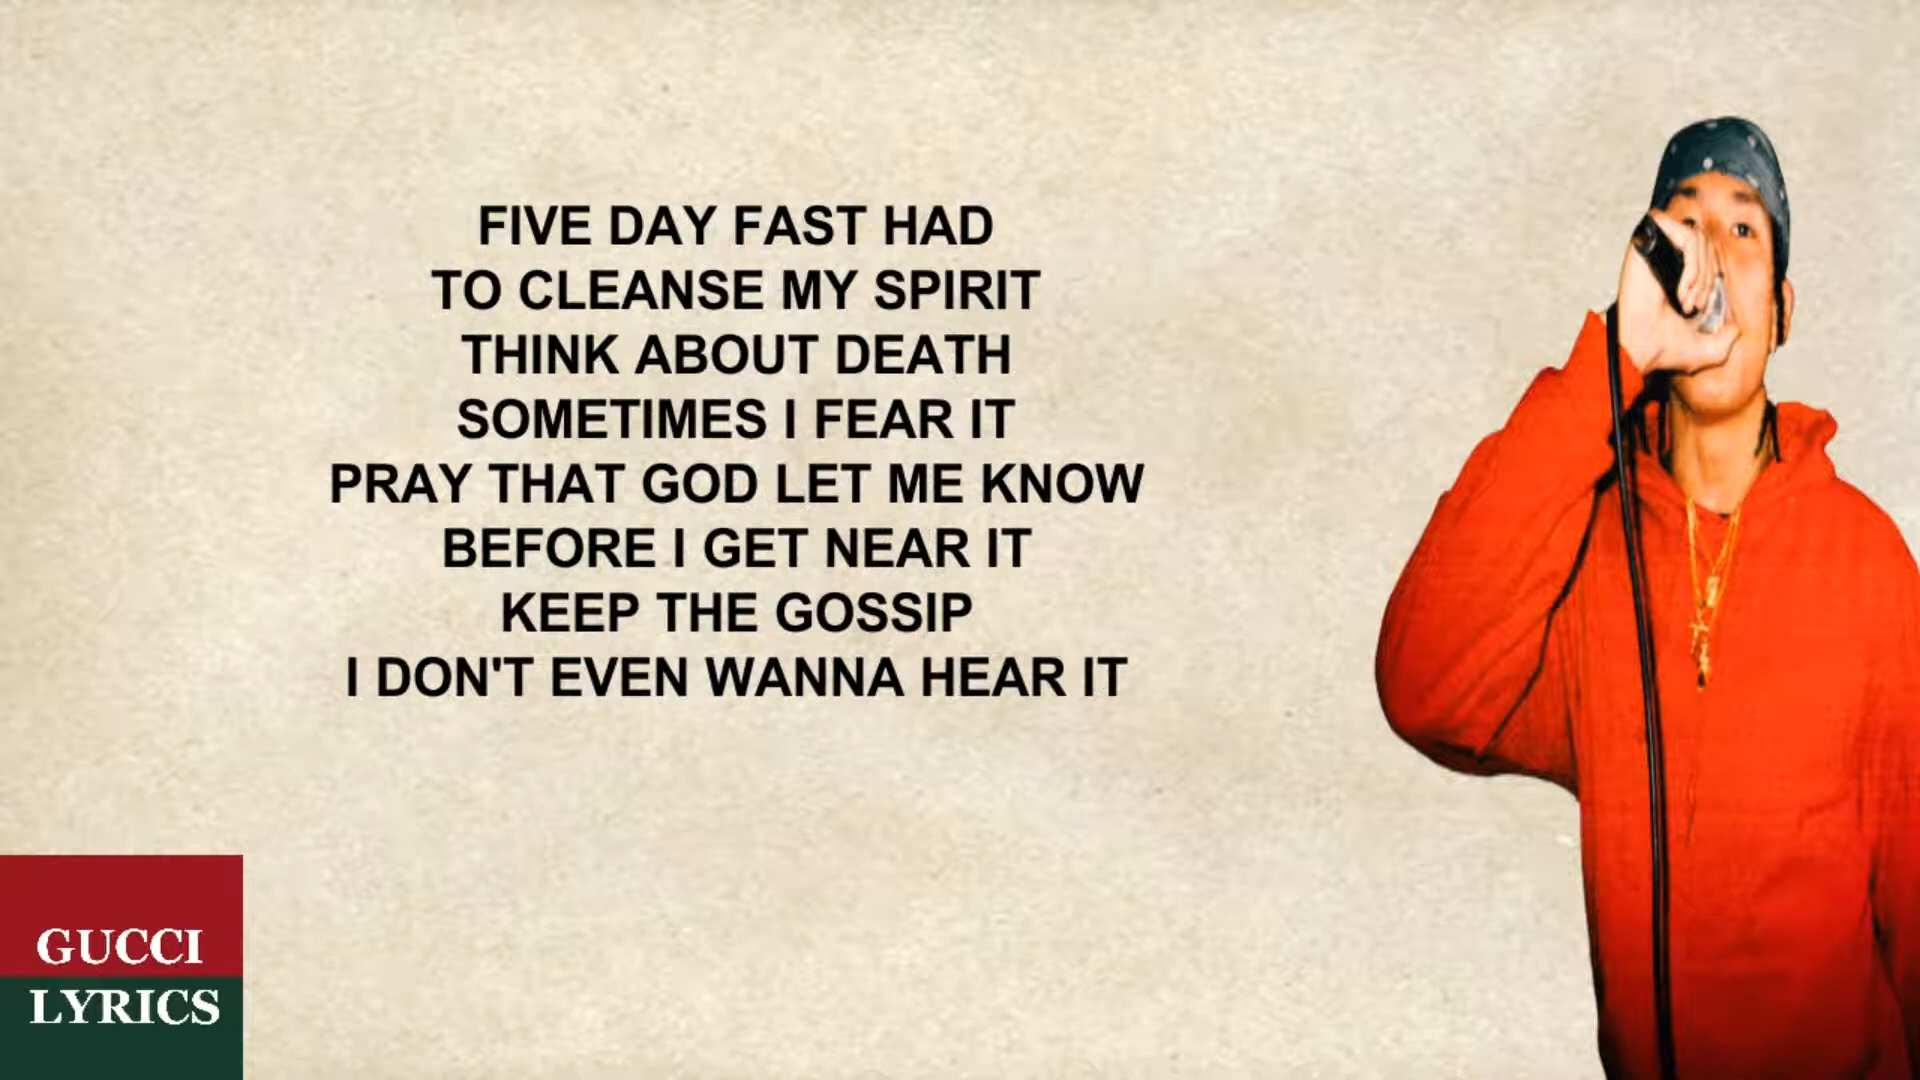 FIVE DAY FAST HAD
TO CLEANSE MY SPIRIT
THINK ABOUT DEATH
SOMETIMES I FEAR IT
PRAY THAT GOD LET ME KNOW
BEFORE I GET NEAR IT
KEEP THE GOSSIP
I DON'T EVEN WANNA HEAR IT
GUCCI
LYRICS